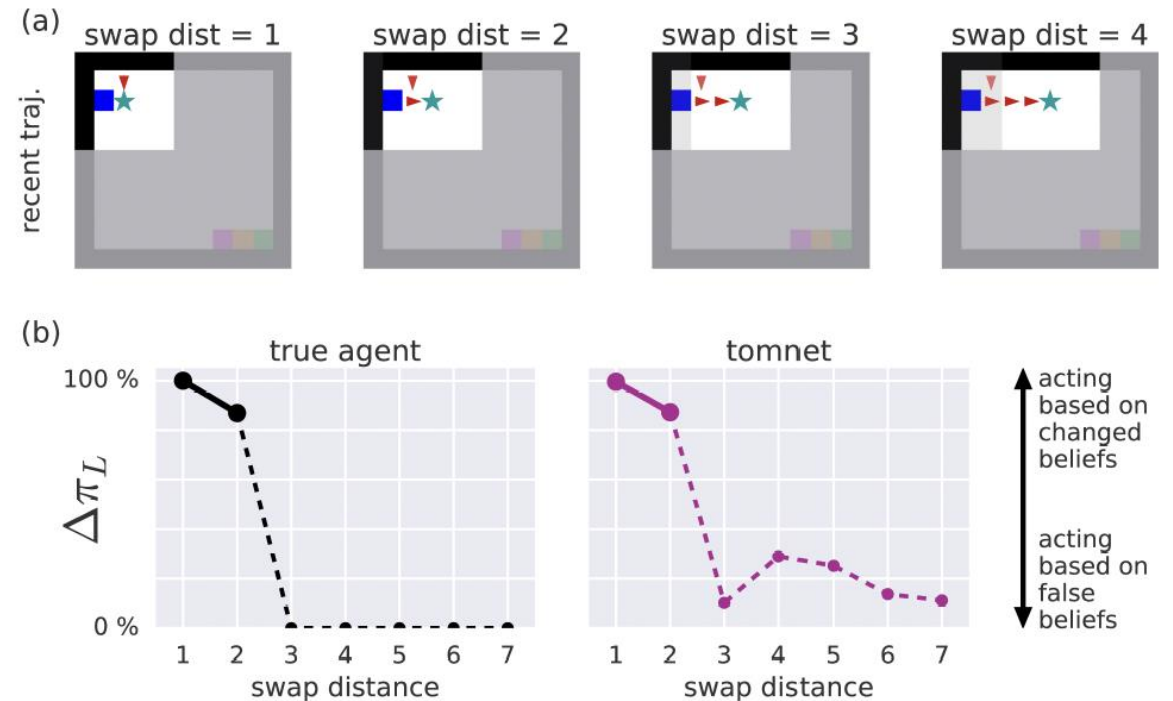 (a)
swap dist = 1
swap dist = 2
swap dist = 3
swap dist = 4
recent traj.
(b)
true agent
tomnet
100 %
0 %
Δπ_L
1 2 3 4 5 6 7
swap distance
1 2 3 4 5 6 7
swap distance
acting
based on
changed
beliefs
acting
based on
false
beliefs